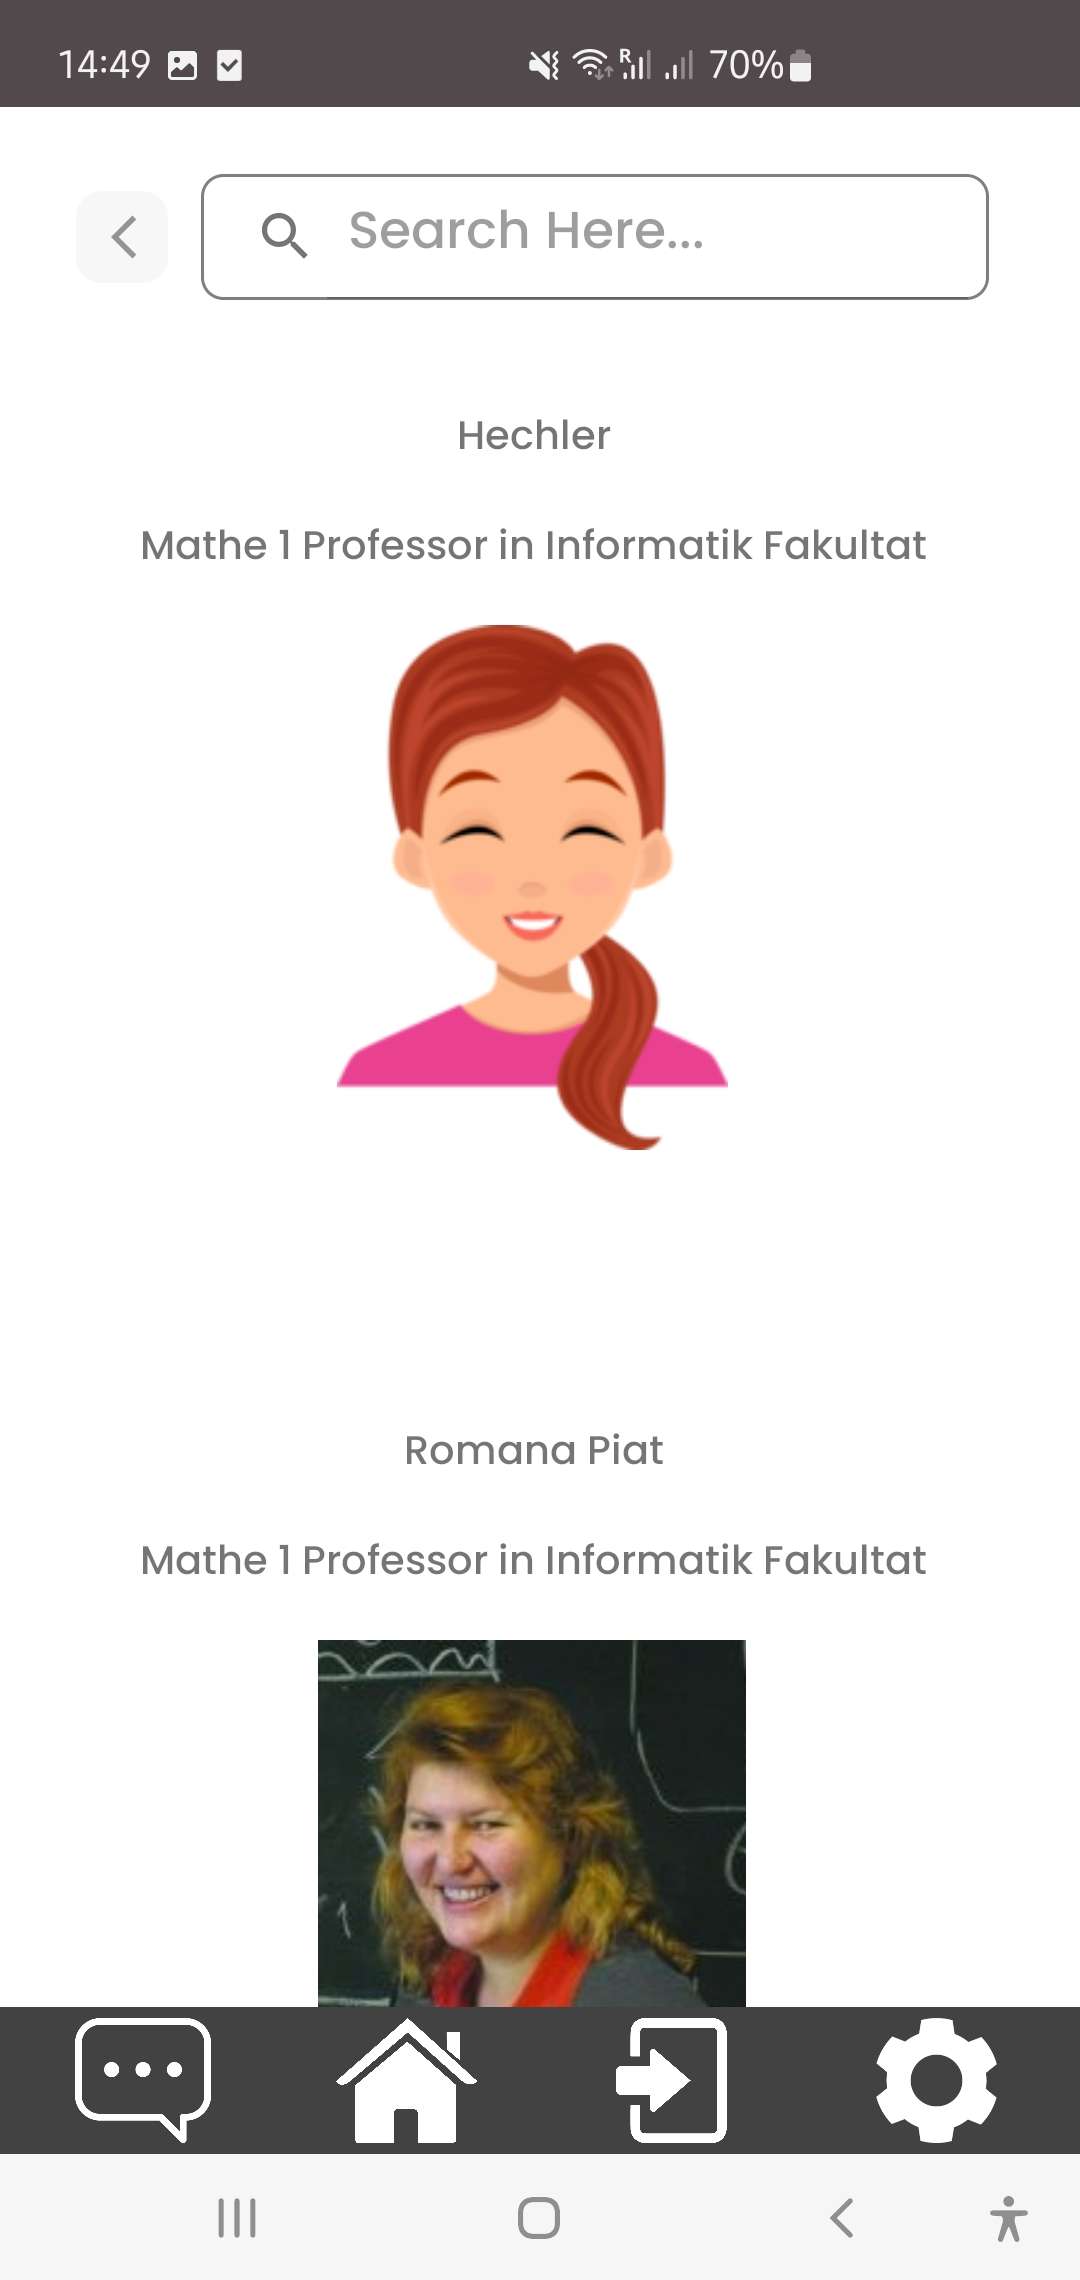 14:49
R 70%
Search Here...
Hechler
Mathe 1 Professor in Informatik Fakultat
Romana Piat
Mathe 1 Professor in Informatik Fakultat